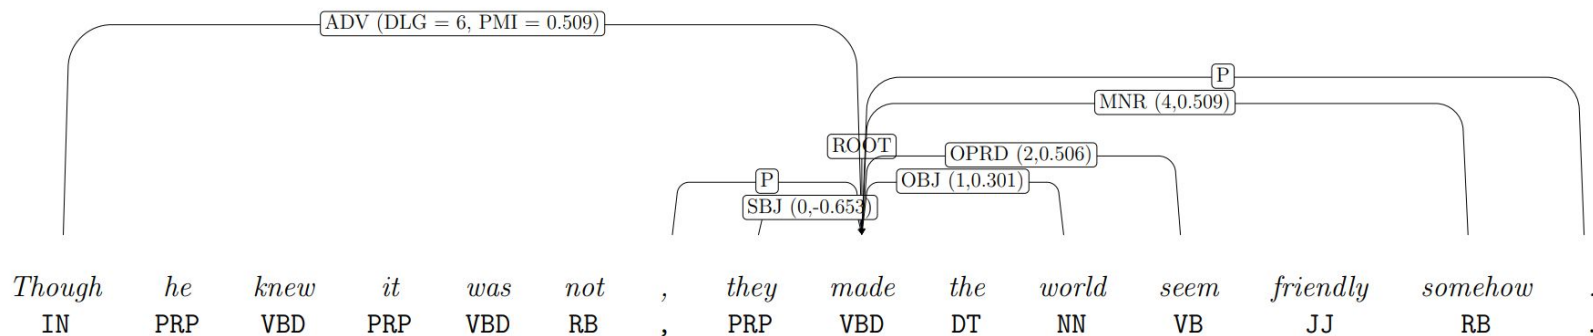 ADV (DLG = 6, PMI = 0.509)
P
MNR (4,0.509)
ROOT
OPRD (2,0.506)
P
OBJ (1,0.301)
SBJ (0,-0.653)
Though he knew it was not , they made the world seem friendly somehow .
IN PRP VBD PRP VBD RB , PRP VBD DT NN VB JJ RB .